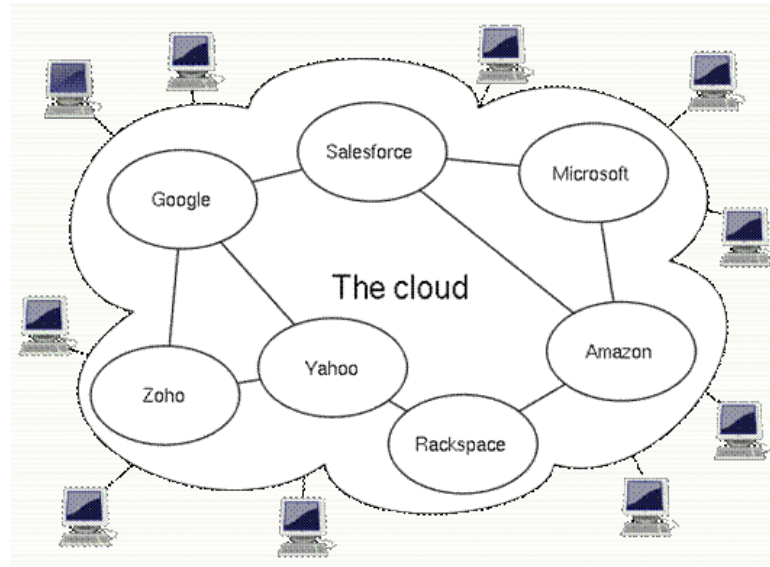 Salesforce
Microsoft
Google
The cloud
Amazon
Yahoo
Zoho
Rackspace